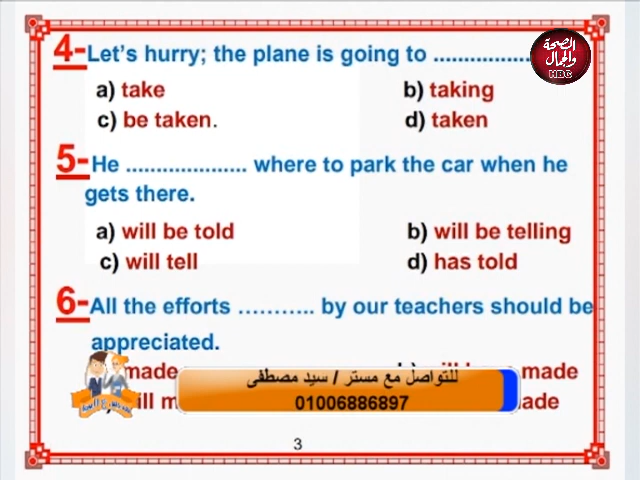 4-Let's hurry; the plane is going to ..................
الصحة
والجمال
HBC
a) take b) taking
c) be taken. d) taken
5-He .................... where to park the car when he
gets there.
a) will be told b) will be telling
c) will tell d) has told
6-All the efforts ……….. by our teachers should be
appreciated.
made made
للتواصل مع مستر / سيد مصطفى
01006886897
3